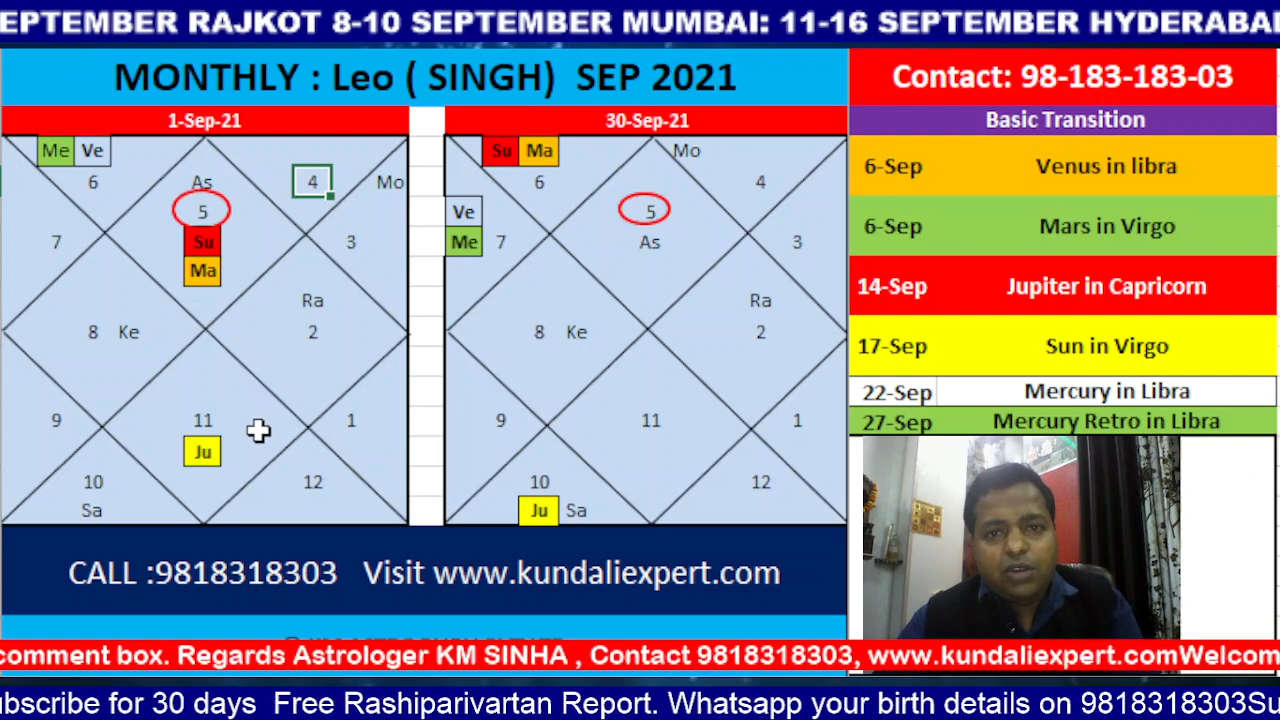 EPTEMBER RAJKOT 8-10 SEPTEMBER MUMBAI: 11-16 SEPTEMBER HYDERABA
MONTHLY : Leo ( SINGH) SEP 2021
Contact: 98-183-183-03
1-Sep-21
30-Sep-21
Basic Transition
Me Ve
6
As
5
Su
Ma
4
Mo
7
3
8 Ke
Ra
2
9
11
Ju
1
10
Sa
12
Su Ma
6
Mo
5
As
4
Ve
Me 7
3
8 Ke
Ra
2
9
11
1
10
Ju Sa
12
6-Sep Venus in libra
6-Sep Mars in Virgo
14-Sep Jupiter in Capricorn
17-Sep Sun in Virgo
22-Sep Mercury in Libra
27-Sep Mercury Retro in Libra
CALL :9818318303 Visit www.kundaliexpert.com
comment box. Regards Astrologer KM SINHA , Contact 9818318303, www.kundaliexpert.comWelcom
ubscribe for 30 days Free Rashiparivartan Report. Whatsapp your birth details on 9818318303Su